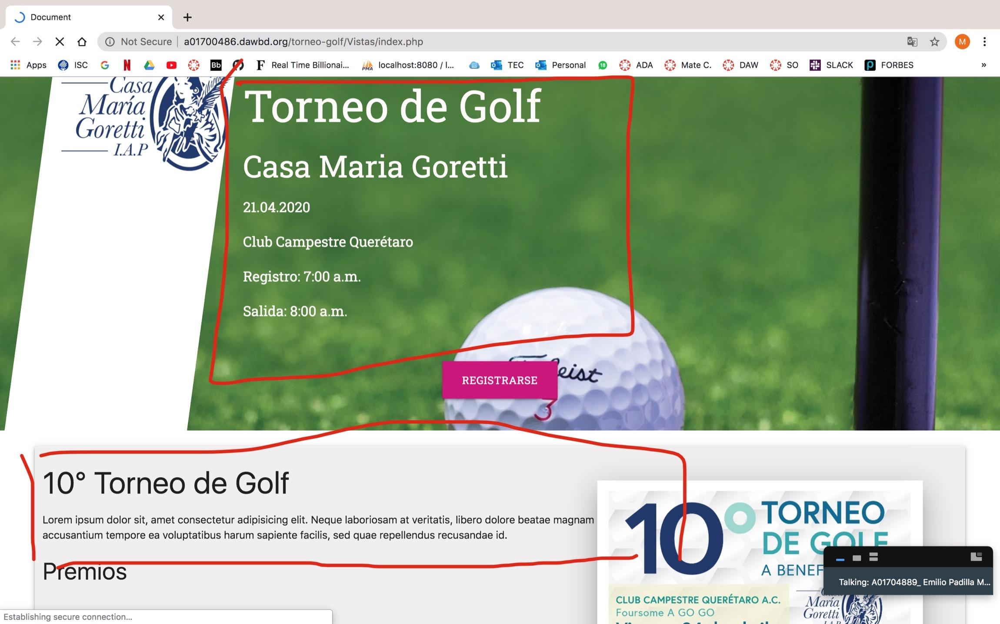 Document
Not Secure
a01700486.dawbd.org/torneo-golf/Vistas/index.php
M
Apps
ISC
Bb
Real Time Billionai...
PMA
localhost:8080 / l...
TEC
Personal
18
ADA
Mate C.
DAW
SO
SLACK
FORBES
»
Casa
María
Goretti
I.A.P
Torneo de Golf
Casa Maria Goretti
21.04.2020
Club Campestre Querétaro
Registro: 7:00 a.m.
Salida: 8:00 a.m.
REGISTRARSE
3
10° Torneo de Golf
Lorem ipsum dolor sit, amet consectetur adipisicing elit. Neque laboriosam at veritatis, libero dolore beatae magnam
accusantium tempore ea voluptatibus harum sapiente facilis, sed quae repellendus recusandae id.
Premios
10° TORNEO
DE GOLF
A BENEF
CLUB CAMPESTRE QUERÉTARO A.C.
Foursome A GO GO
María
Goretti
Talking: A01704889_ Emilio Padilla M...
Establishing secure connection...